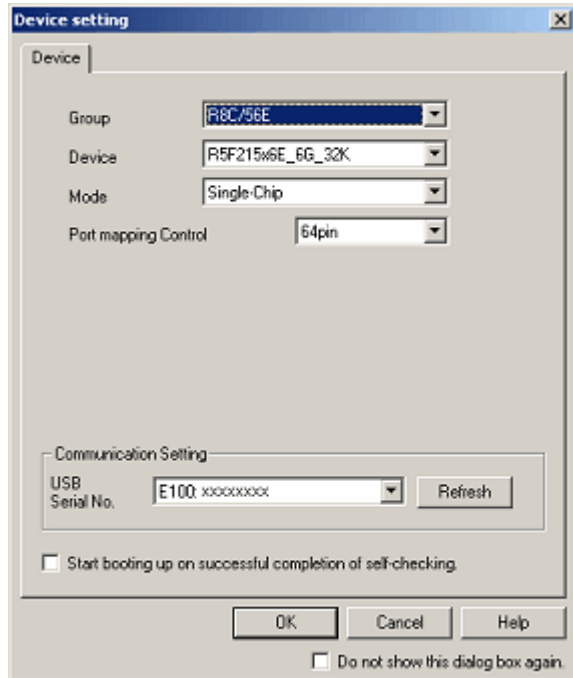 Device setting
Device
Group R8C/56E
Device R5F215x6E_6G_32K
Mode Single-Chip
Port mapping Control 64pin
Communication Setting
USB
Serial No. E100: xxxxxxxx Refresh
Start booting up on successful completion of self-checking.
OK Cancel Help
Do not show this dialog box again.